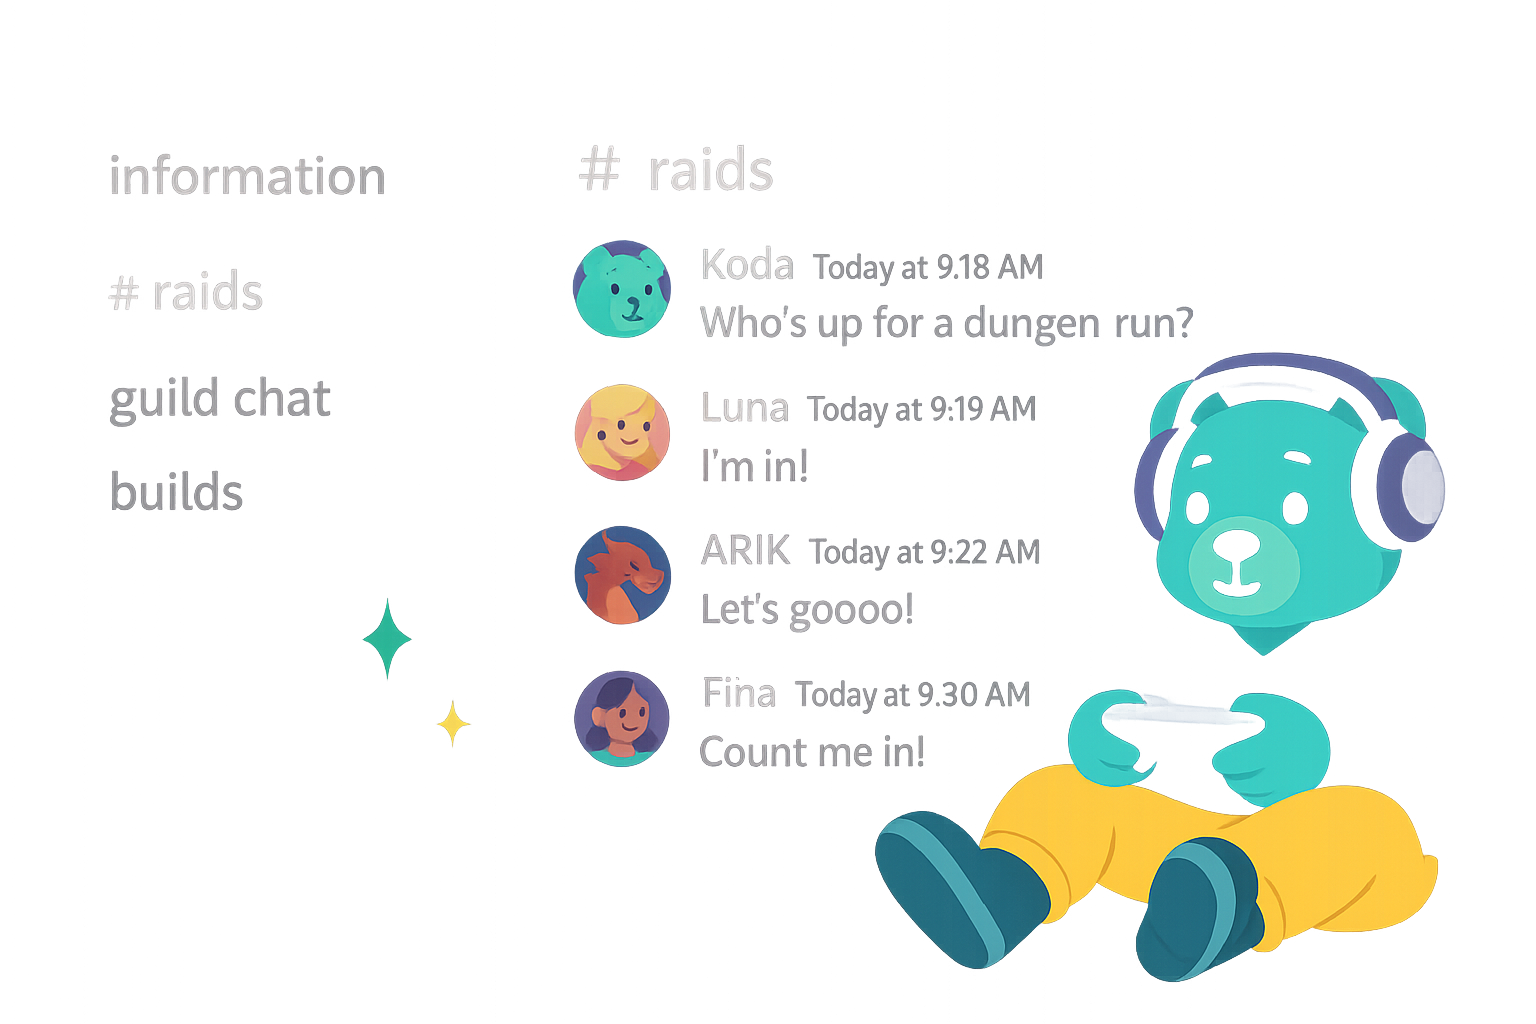 information
# raids
guild chat
builds
# raids
Koda Today at 9.18 AM
Who's up for a dungen run?
Luna Today at 9:19 AM
I'm in!
ARIK Today at 9:22 AM
Let's goooo!
Fina Today at 9.30 AM
Count me in!